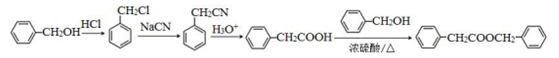 CH₂OH HCl CH₂Cl NaCN CH₂CN H₃O⁺ CH₂COOH CH₂OH 浓硫酸/△ CH₂COOCH₂